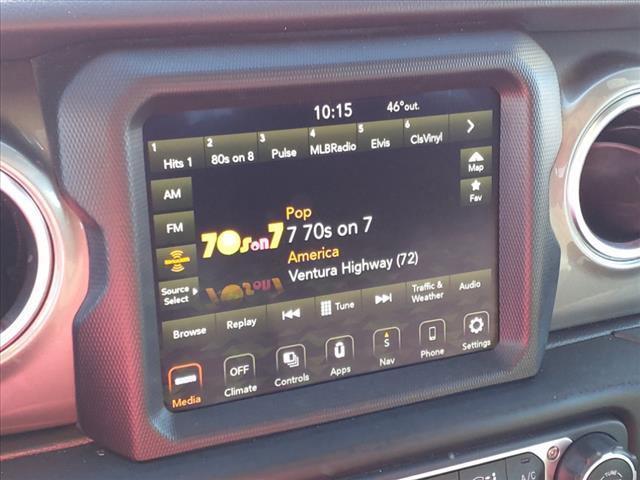 10:15 46°out.
1 Hits 1
2 80s on 8
3 Pulse
4 MLBRadio
5 Elvis
6 ClsVinyl
AM
Map
FM
Fav
70s on 7
Pop
7 70s on 7
America
Ventura Highway (72)
Source
Select
Browse
Replay
Tune
Traffic &
Weather
Audio
Media
OFF
Climate
Controls
Apps
S
Nav
Phone
Settings
A/C
TUNE